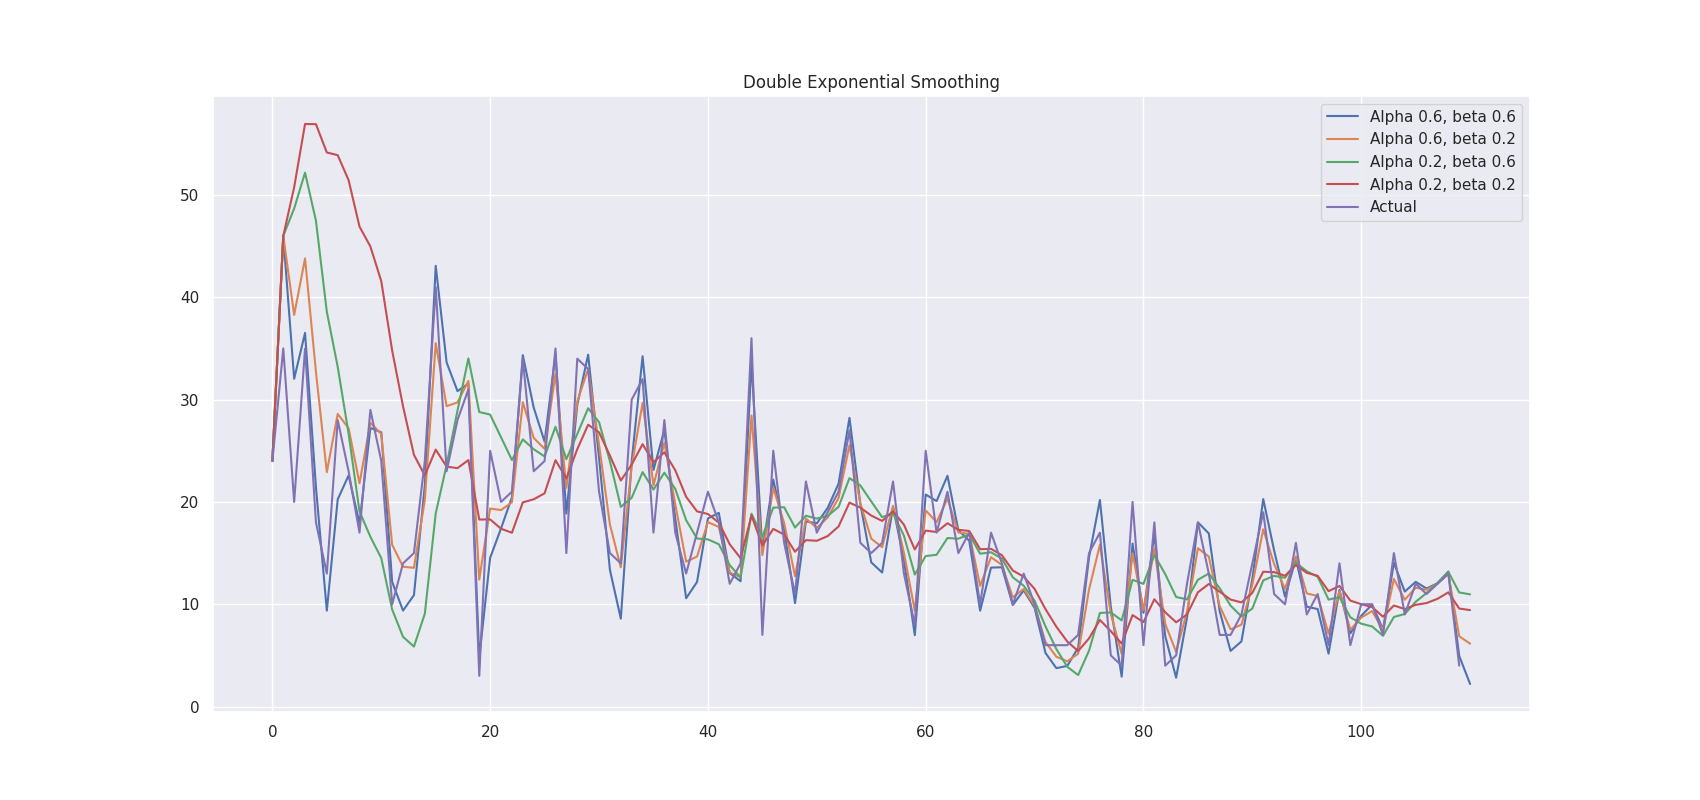 Double Exponential Smoothing
Alpha 0.6, beta 0.6
Alpha 0.6, beta 0.2
Alpha 0.2, beta 0.6
Alpha 0.2, beta 0.2
Actual
50
40
30
20
10
0
0 20 40 60 80 100